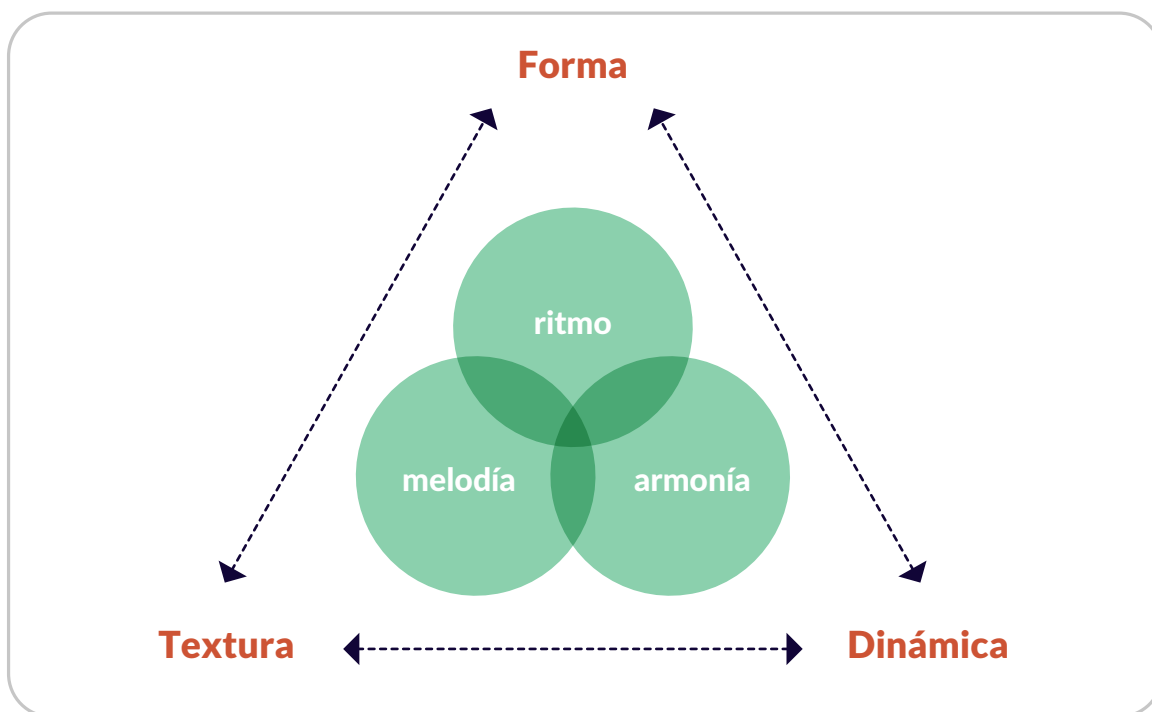 Forma
ritmo
melodía
armonía
Textura
Dinámica